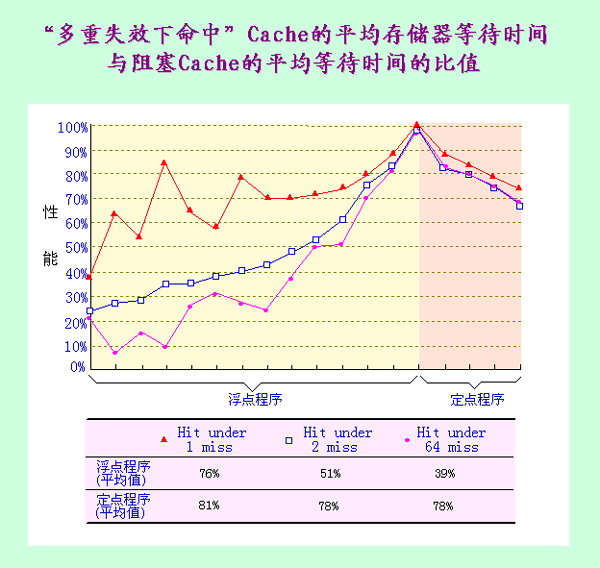 “多重失效下命中”Cache的平均存储器等待时间
与阻塞Cache的平均等待时间的比值
100%
90%
80%
70%
60%
50%
40%
30%
20%
10%
0%
性
能
浮点程序
定点程序
Hit under
1 miss
Hit under
2 miss
Hit under
64 miss
浮点程序
(平均值)
76%
51%
39%
定点程序
(平均值)
81%
78%
78%